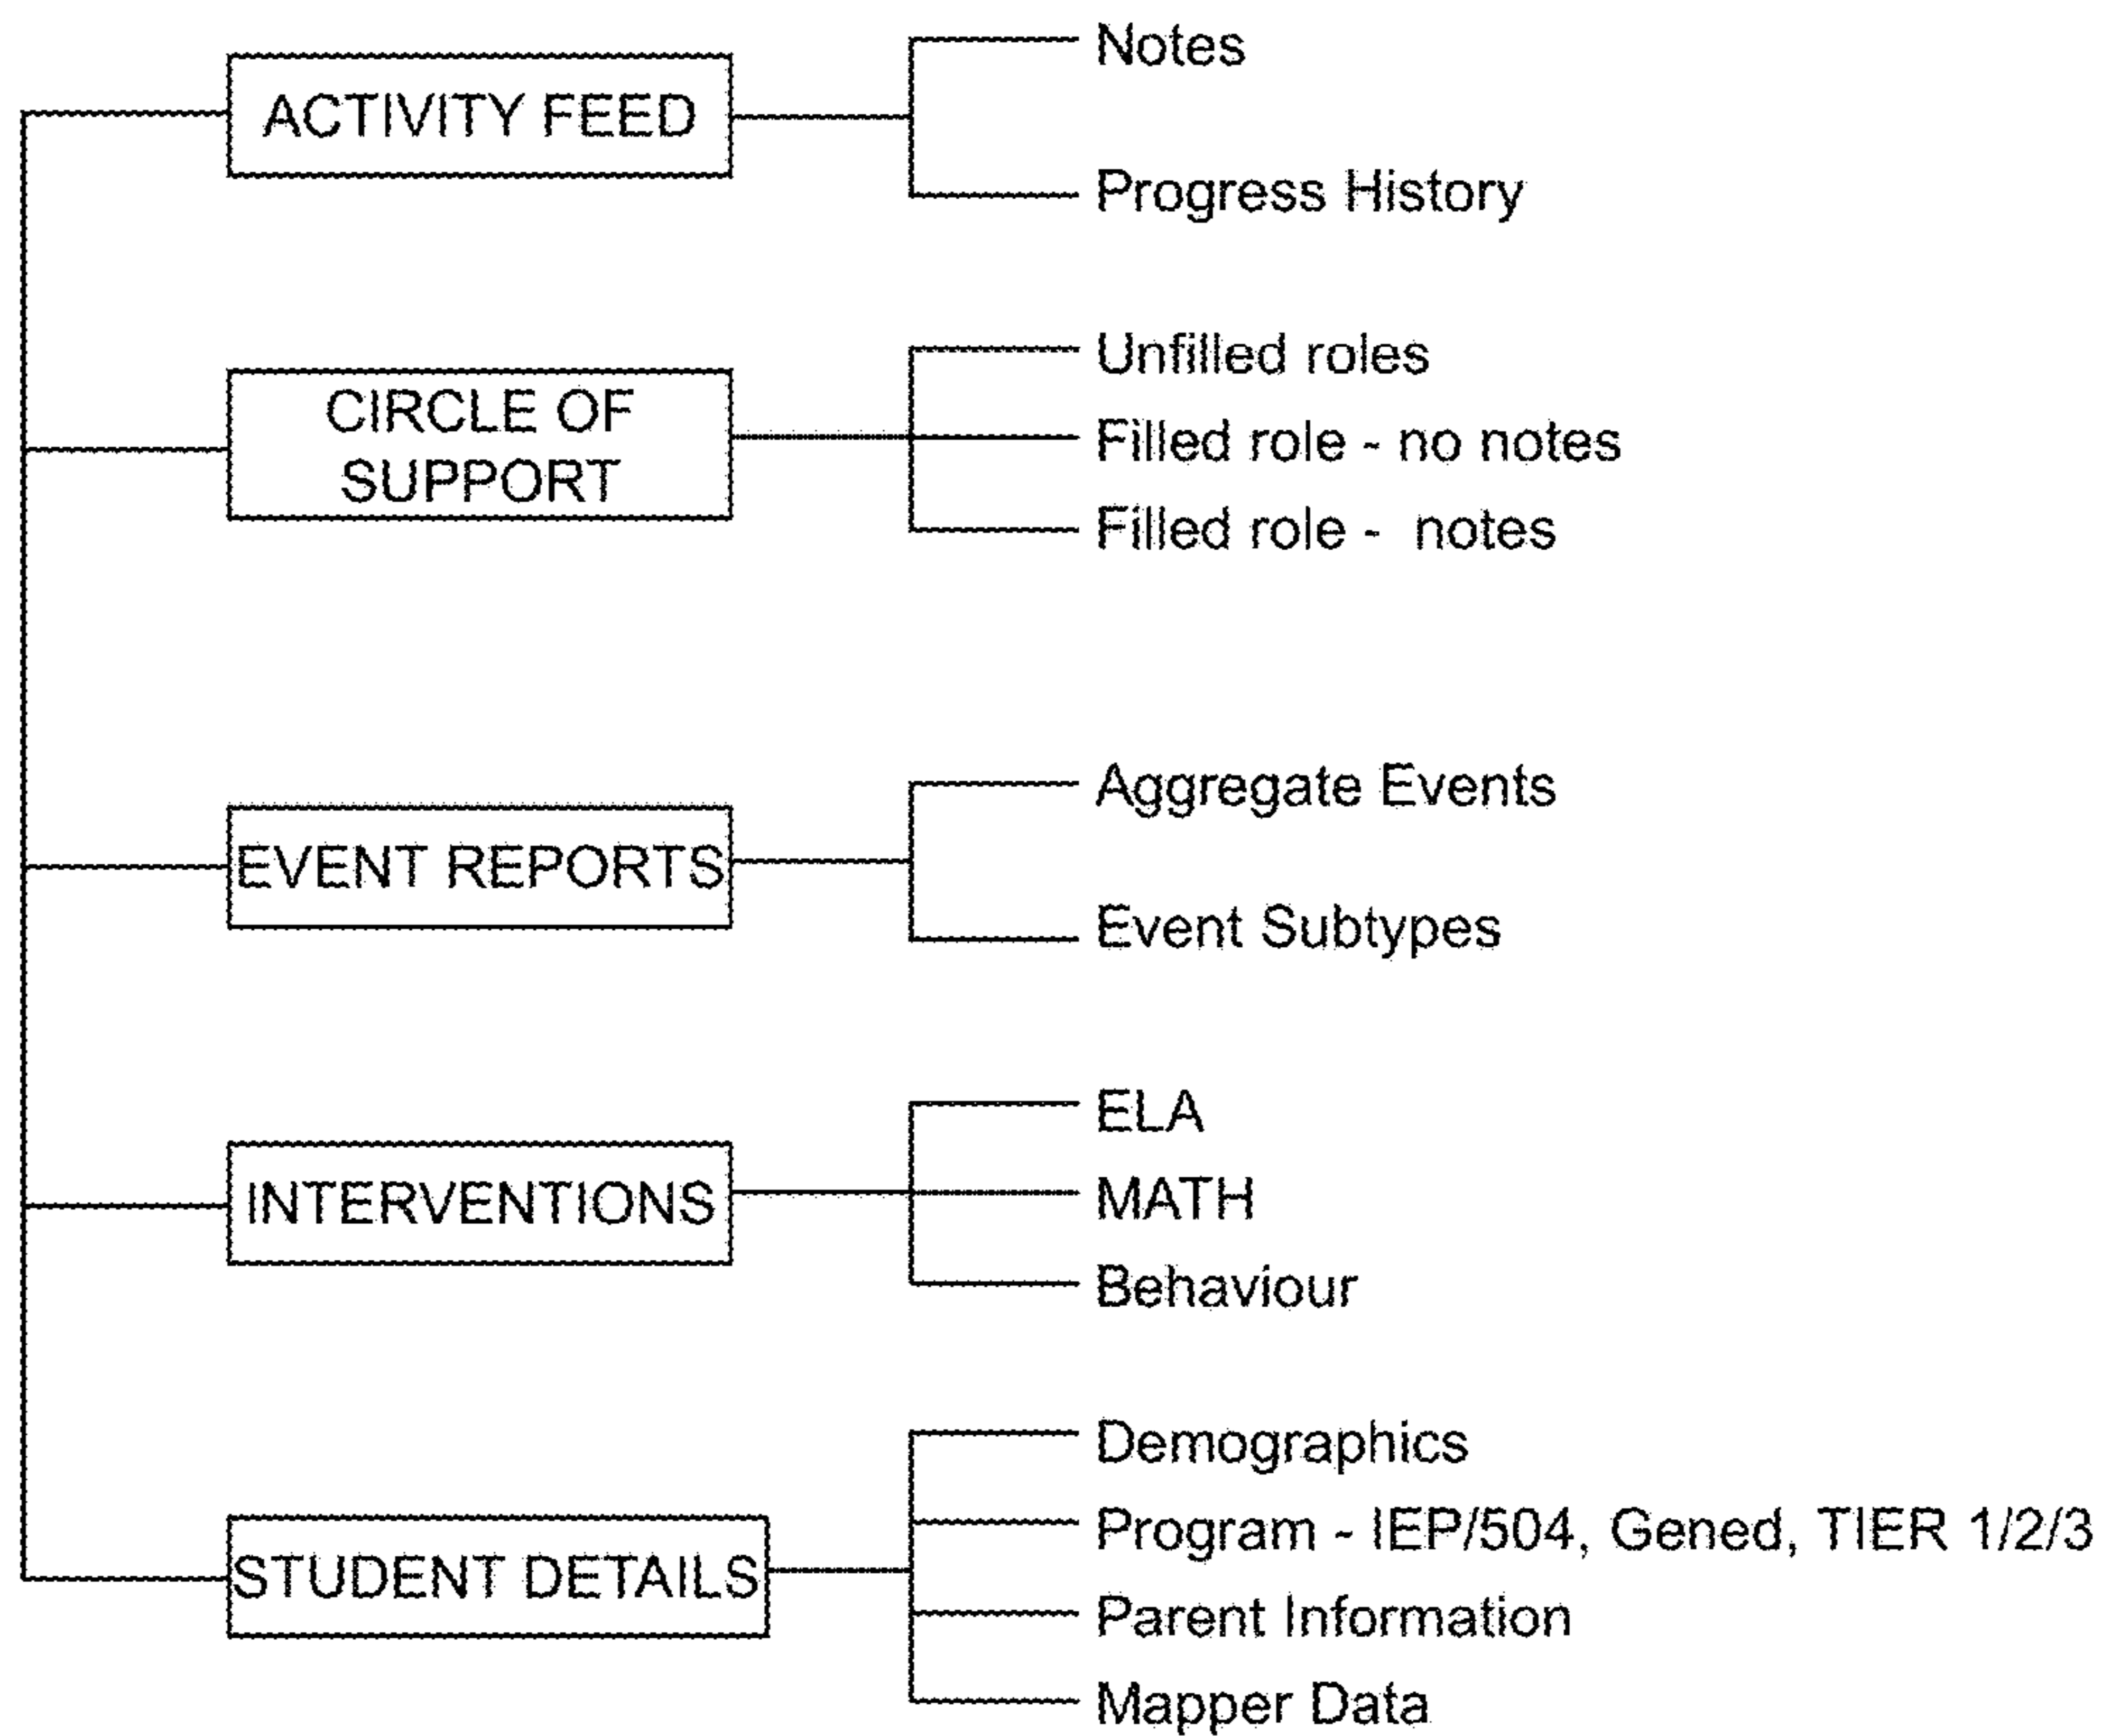 ACTIVITY FEED
Notes
Progress History
CIRCLE OF
SUPPORT
Unfilled roles
Filled role - no notes
Filled role - notes
EVENT REPORTS
Aggregate Events
Event Subtypes
INTERVENTIONS
ELA
MATH
Behaviour
STUDENT DETAILS
Demographics
Program - IEP/504, Gened, TIER 1/2/3
Parent Information
Mapper Data